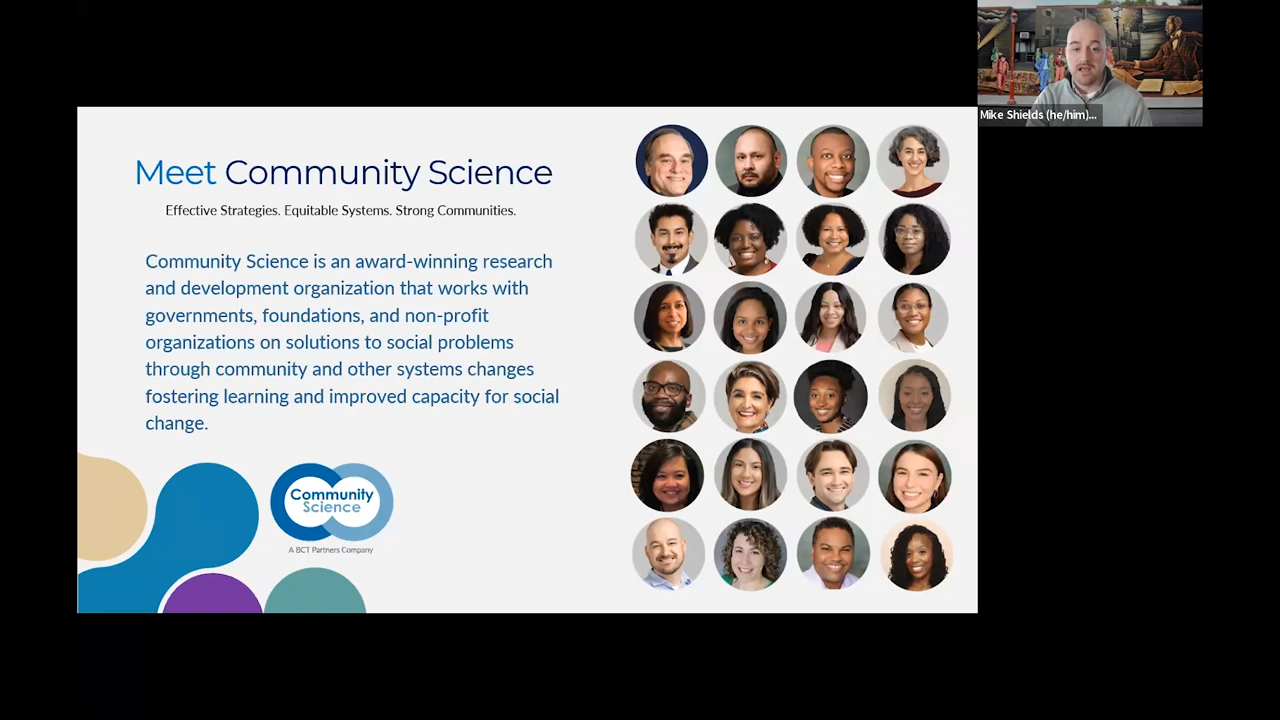 Mike Shields (he/him)...
Meet Community Science
Effective Strategies. Equitable Systems. Strong Communities.
Community Science is an award-winning research
and development organization that works with
governments, foundations, and non-profit
organizations on solutions to social problems
through community and other systems changes
fostering learning and improved capacity for social
change.
Community
Science
A BCT Partners Company